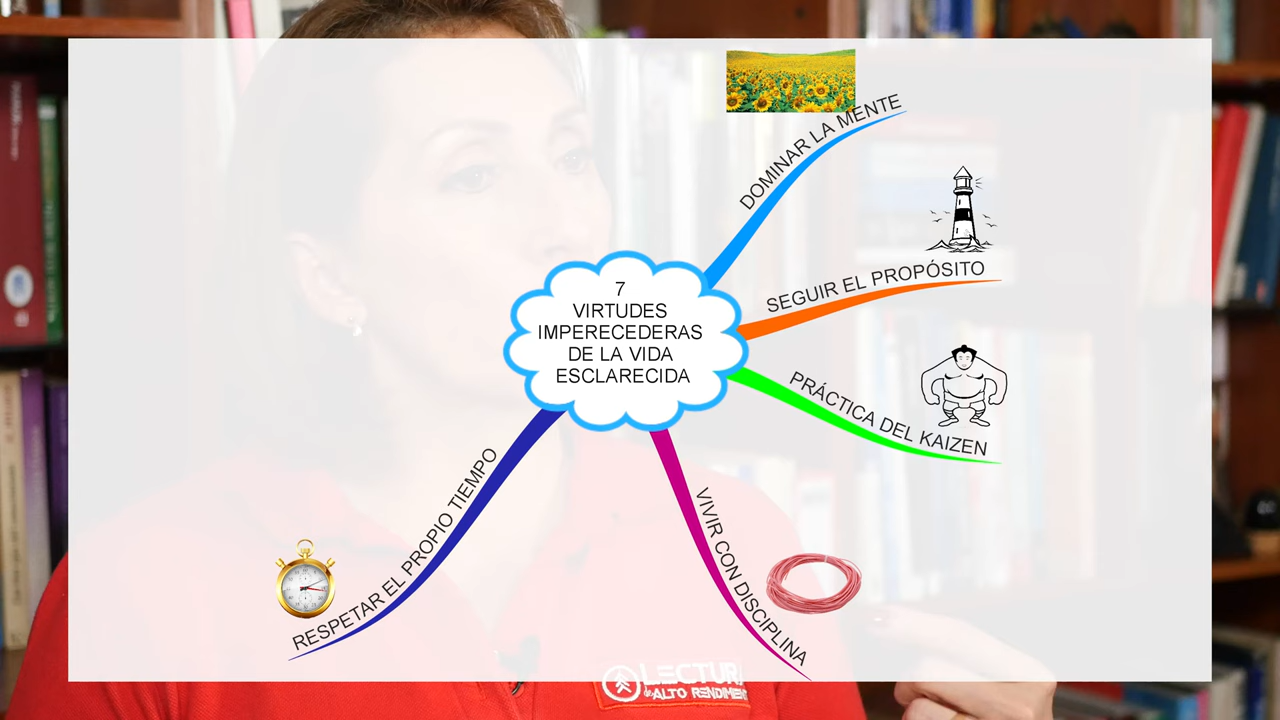 7
VIRTUDES
IMPERECEDERAS
DE LA VIDA
ESCLARECIDA
DOMINAR LA MENTE
SEGUIR EL PROPÓSITO
PRÁCTICA DEL KAIZEN
VIVIR CON DISCIPLINA
RESPETAR EL PROPIO TIEMPO
LECTURA
ALTO RENDIMIEN